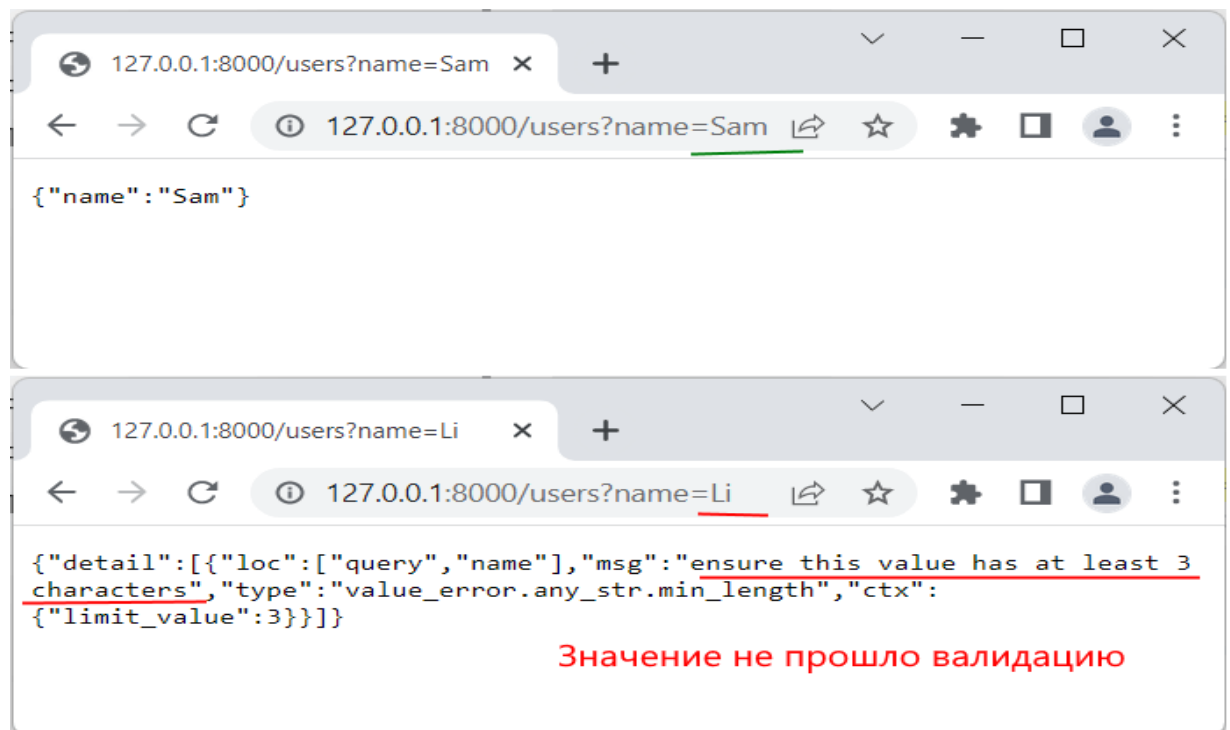 127.0.0.1:8000/users?name=Sam
127.0.0.1:8000/users?name=Sam
{"name":"Sam"}
127.0.0.1:8000/users?name=Li
127.0.0.1:8000/users?name=Li
{"detail":[{"loc":["query","name"],"msg":"ensure this value has at least 3
characters","type":"value_error.any_str.min_length","ctx":
{"limit_value":3}}]}
Значение не прошло валидацию